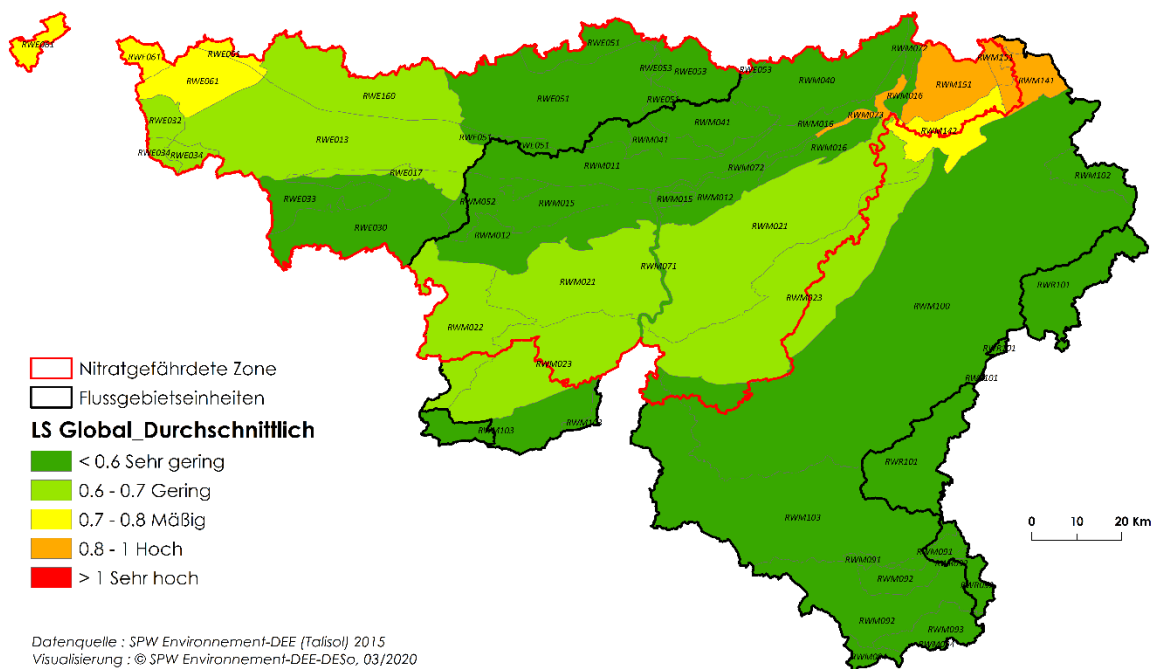 RWE051
RWM072
RWE031
RWE061
RWE061
RWE053
RWE053
RWE053
RWM040
RWM151
RWE061
RWM151
RWM141
RWE160
RWE051
RWE051
RWM016
RWE032
RWM073
RWM041
RWM016
RWM142
RWE013
RWE051
RWM041
RWM016
RWE034
RWE034
RWM011
RWM072
RWE017
RWM102
RWE033
RWM052
RWM015
RWM015
RWM012
RWE030
RWM012
RWM021
RWM071
RWM021
RWR101
RWM023
RWM100
RWM022
RWR101
Nitratgefährdete Zone
RWM023
Flussgebietseinheiten
LS Global_Durchschnittlich
RWM103
< 0.6 Sehr gering
RWR101
0.6 - 0.7 Gering
0.7 - 0.8 Mäßig
RWM103
0 10 20 Km
0.8 - 1 Hoch
RWM091
RWM091
> 1 Sehr hoch
RWM092
RWM092
RWM093
Datenquelle : SPW Environnement-DEE (Talisol) 2015
Visualisierung : © SPW Environnement-DEE-DESo, 03/2020